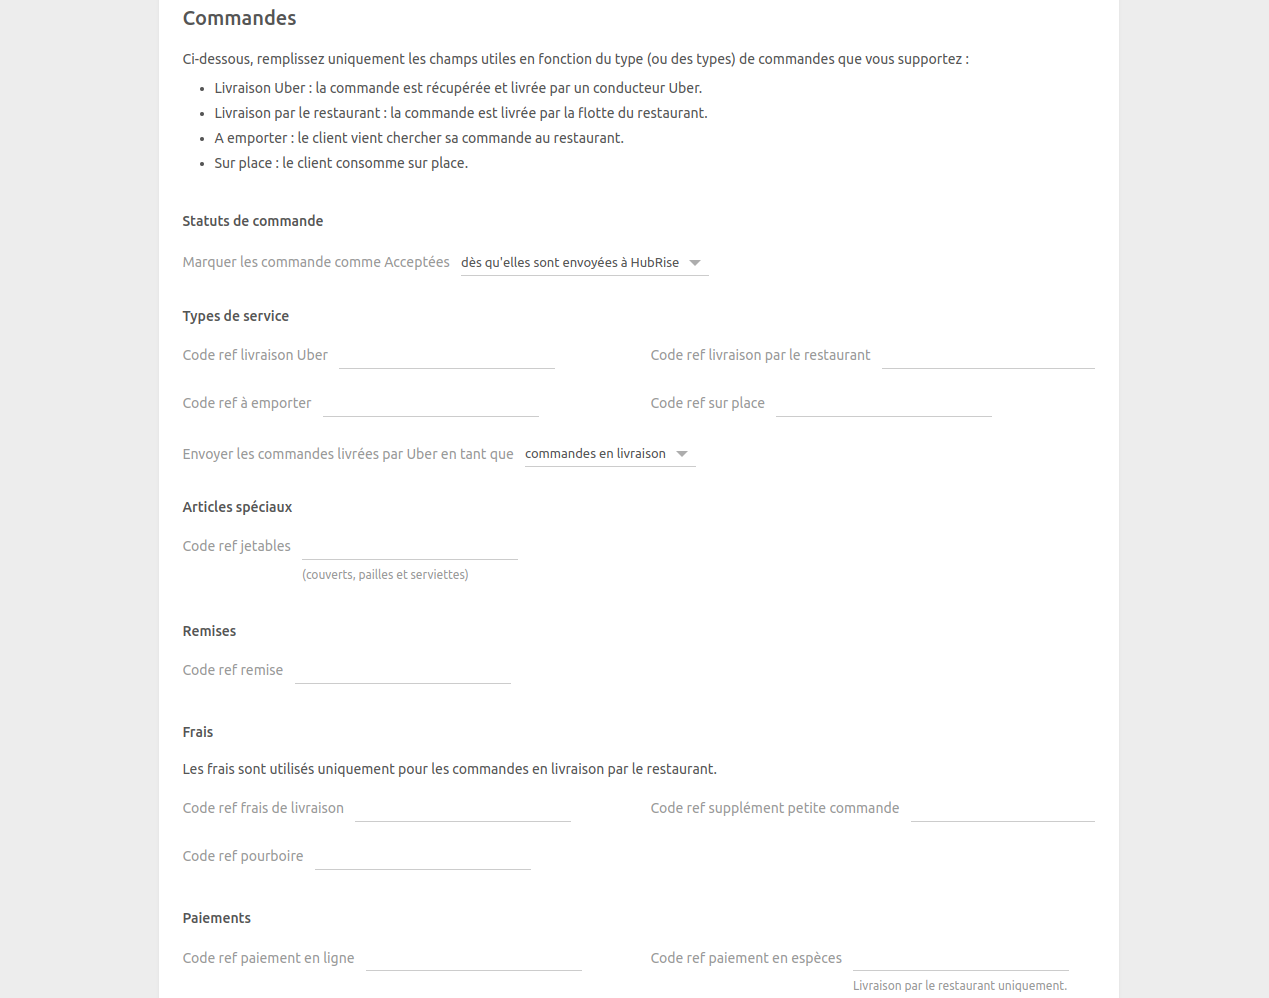 Commandes
Ci-dessous, remplissez uniquement les champs utiles en fonction du type (ou des types) de commandes que vous supportez :
• Livraison Uber : la commande est récupérée et livrée par un conducteur Uber.
• Livraison par le restaurant : la commande est livrée par la flotte du restaurant.
• A emporter : le client vient chercher sa commande au restaurant.
• Sur place : le client consomme sur place.
Statuts de commande
Marquer les commande comme Acceptées dès qu'elles sont envoyées à HubRise
Types de service
Code ref livraison Uber
Code ref livraison par le restaurant
Code ref à emporter
Code ref sur place
Envoyer les commandes livrées par Uber en tant que commandes en livraison
Articles spéciaux
Code ref jetables
(couverts, pailles et serviettes)
Remises
Code ref remise
Frais
Les frais sont utilisés uniquement pour les commandes en livraison par le restaurant.
Code ref frais de livraison
Code ref supplément petite commande
Code ref pourboire
Paiements
Code ref paiement en ligne
Code ref paiement en espèces
Livraison par le restaurant uniquement.